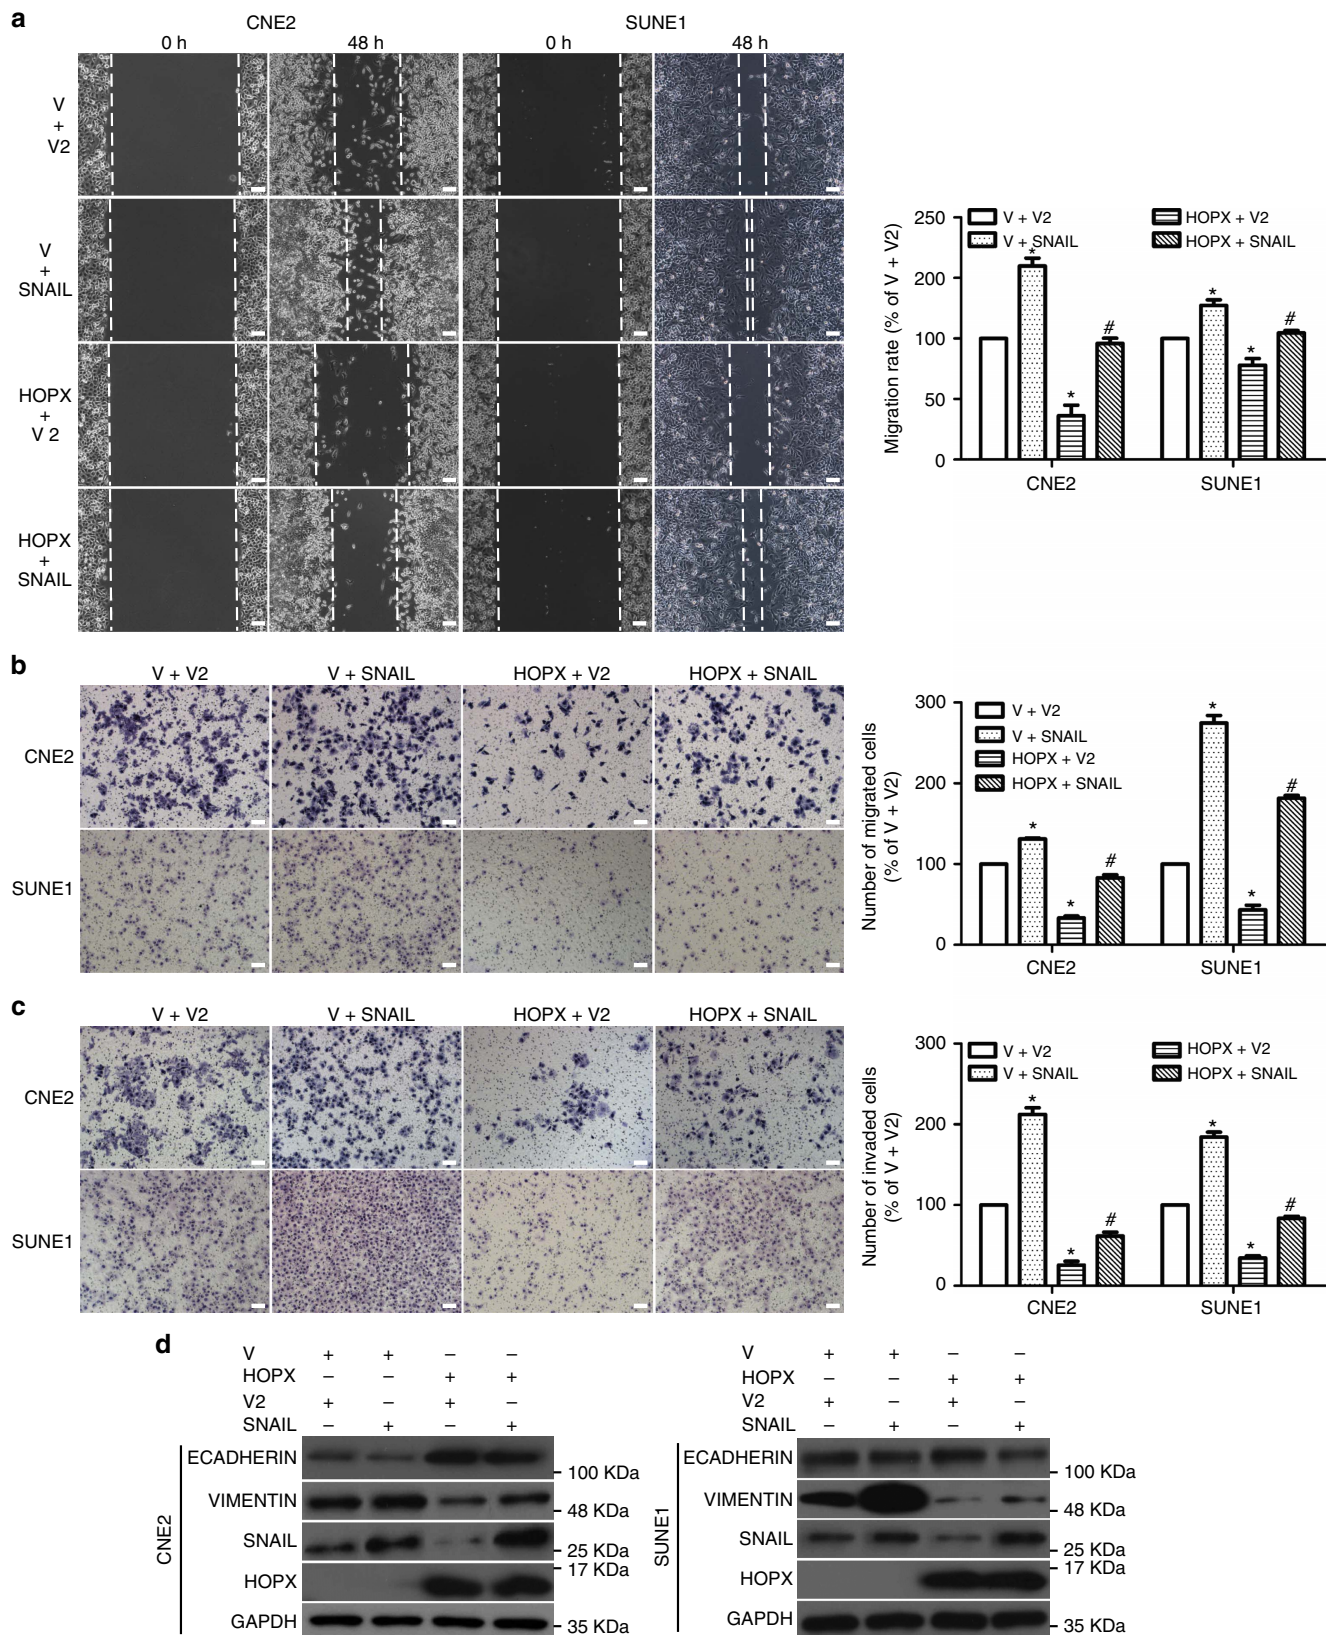 a
CNE2 SUNE1
0 h 48 h 0 h 48 h
V
+
V2
V
+
SNAIL
HOPX
+
V 2
HOPX
+
SNAIL
Migration rate (% of V + V2)
250
200
100
50
0
V + V2 HOPX + V2
V + SNAIL HOPX + SNAIL
* * # * * #
CNE2 SUNE1
b
V + V2 V + SNAIL HOPX + V2 HOPX + SNAIL
CNE2
SUNE1
Number of migrated cells
(% of V + V2)
300
200
100
0
V + V2
V + SNAIL
HOPX + V2
HOPX + SNAIL
* * # * * #
CNE2 SUNE1
c
V + V2 V + SNAIL HOPX + V2 HOPX + SNAIL
CNE2
SUNE1
Number of invaded cells
(% of V + V2)
300
200
100
0
V + V2 HOPX + V2
V + SNAIL HOPX + SNAIL
* * # * * #
CNE2 SUNE1
d
V + + – –
HOPX – – + +
V2 + – + –
SNAIL – + – +
CNE2
ECADHERIN 100 KDa
VIMENTIN 48 KDa
SNAIL 25 KDa
17 KDa
HOPX
GAPDH 35 KDa
V + + – –
HOPX – – + +
V2 + – + –
SNAIL – + – +
SUNE1
ECADHERIN 100 KDa
VIMENTIN 48 KDa
SNAIL 25 KDa
17 KDa
HOPX
GAPDH 35 KDa